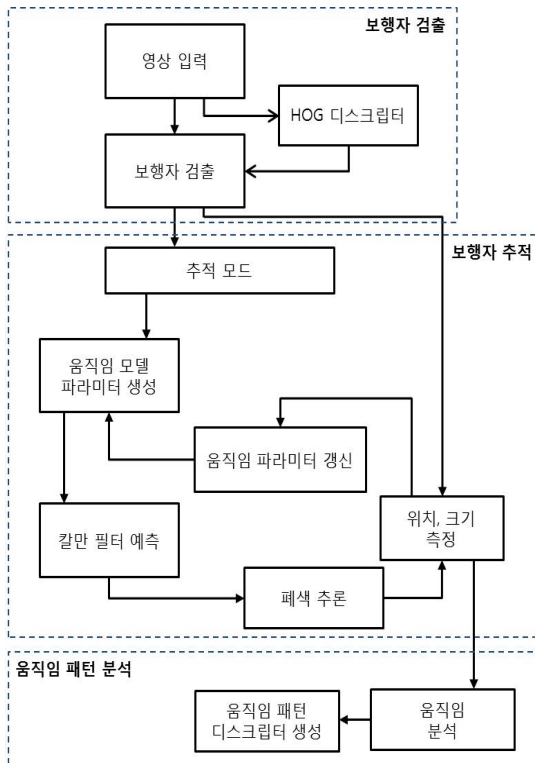 보행자 검출
영상 입력
HOG 디스크립터
보행자 검출
보행자 추적
추적 모드
움직임 모델
파라미터 생성
움직임 파라미터 갱신
칼만 필터 예측
위치, 크기
측정
폐색 추론
움직임 패턴 분석
움직임 패턴
디스크립터 생성
움직임
분석